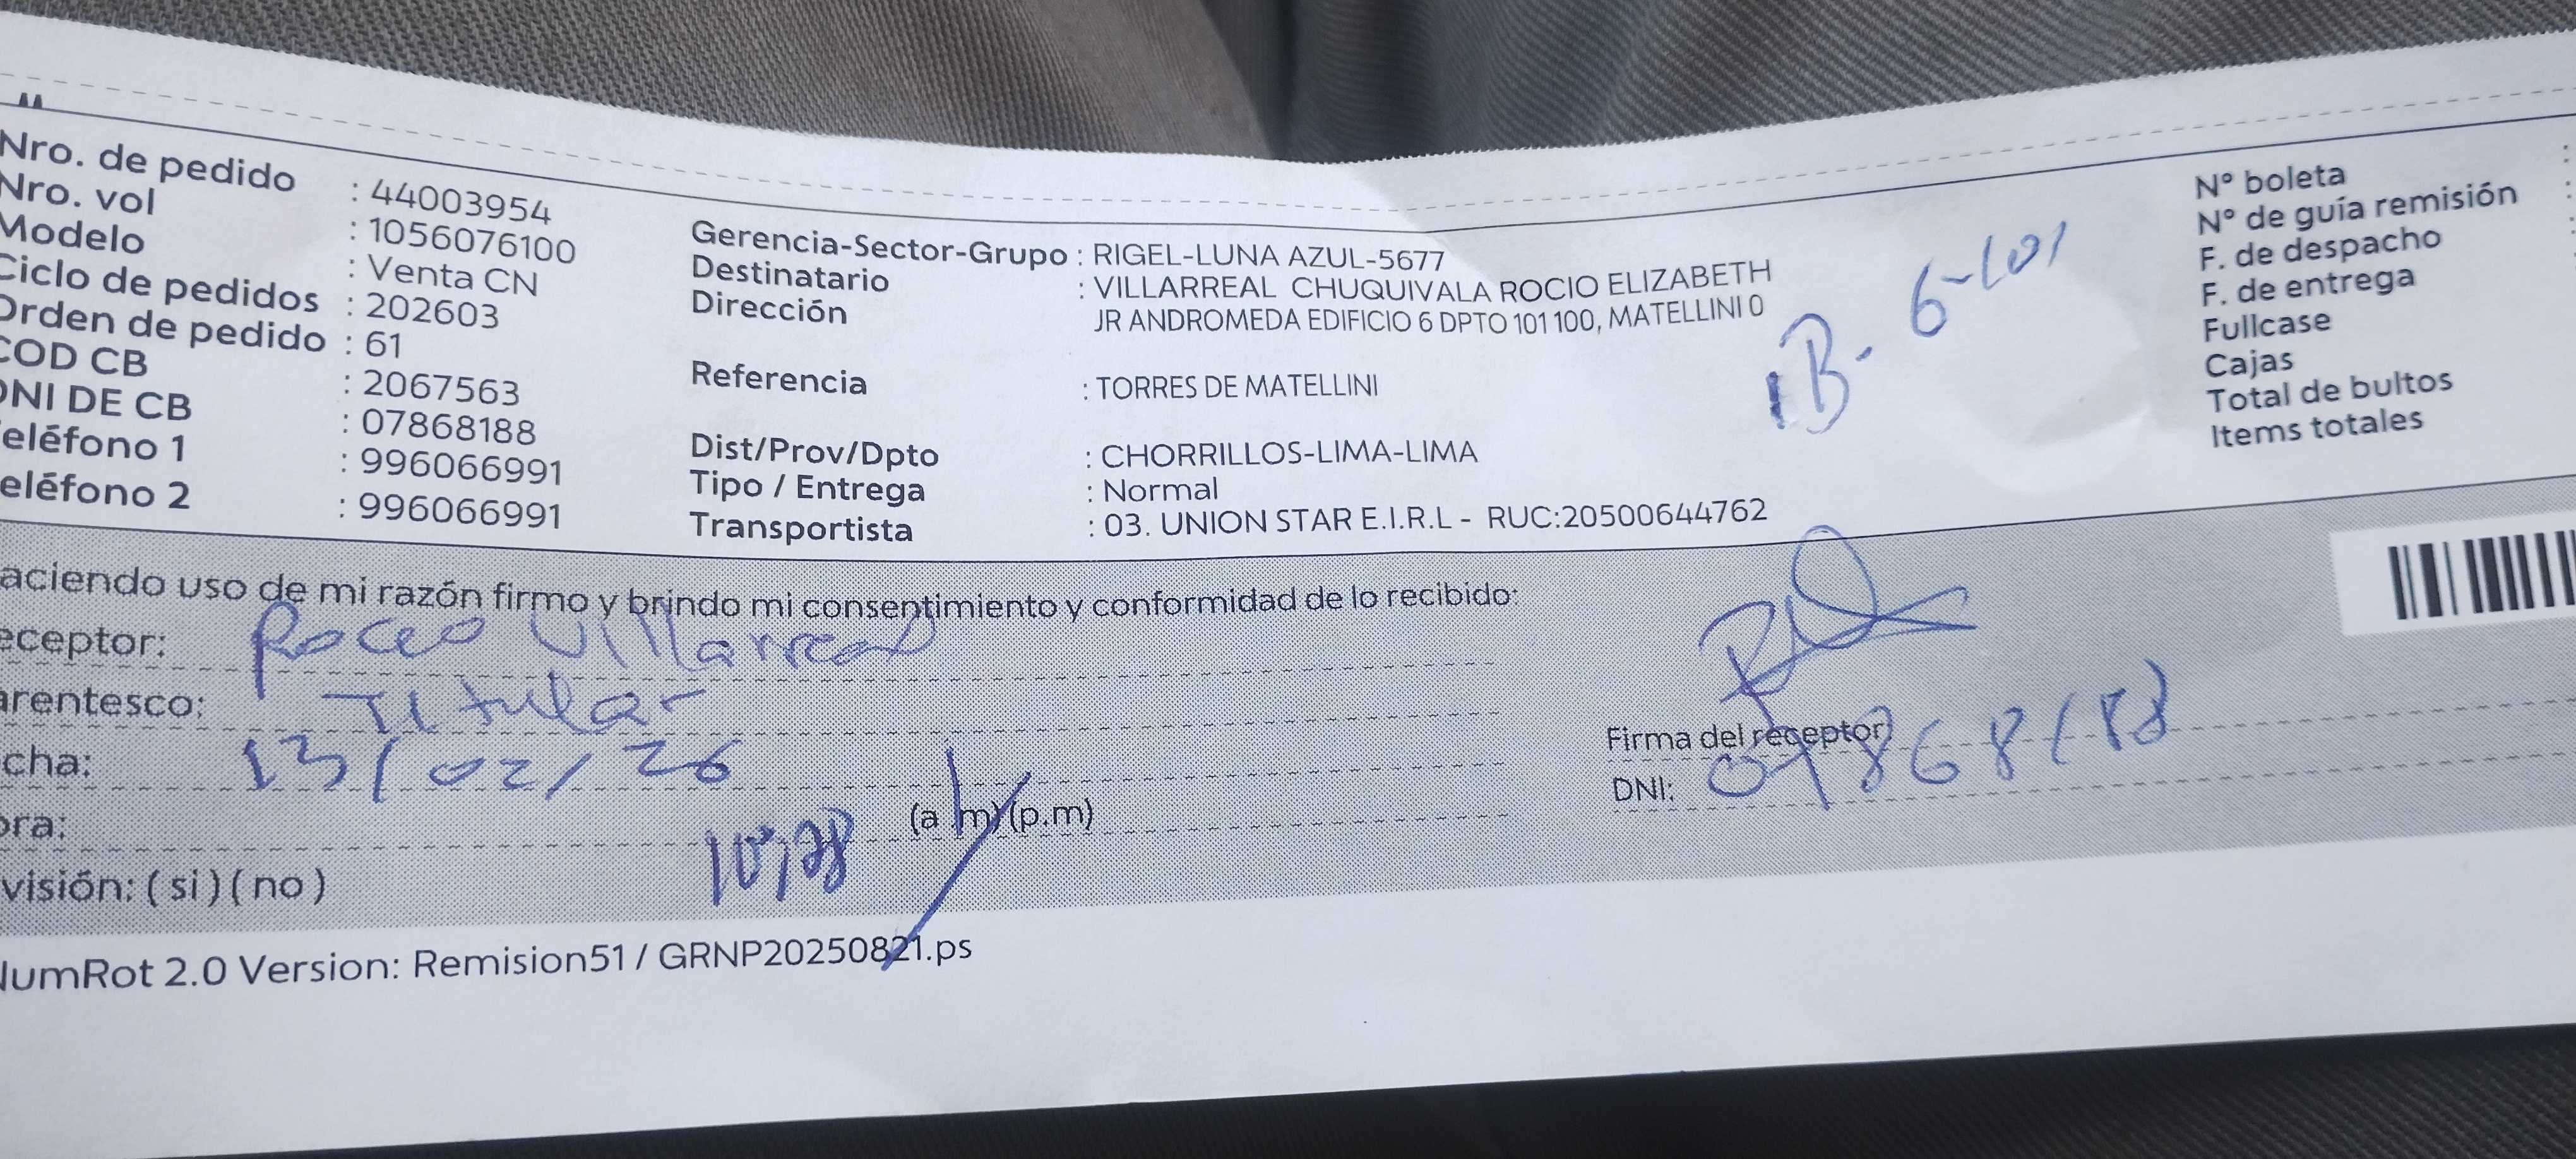 Nro. de pedido : 44003954
Nro. vol : 1056076100
Modelo : Venta CN
Ciclo de pedidos : 202603
Orden de pedido : 61
COD CB : 2067563
DNI DE CB : 07868188
eléfono 1 : 996066991
eléfono 2 : 996066991
Gerencia-Sector-Grupo : RIGEL-LUNA AZUL-5677
Destinatario : VILLARREAL CHUQUIVALA ROCIO ELIZABETH
Dirección JR ANDROMEDA EDIFICIO 6 DPTO 101 100, MATELLINI 0
Referencia : TORRES DE MATELLINI
Dist/Prov/Dpto : CHORRILLOS-LIMA-LIMA
Tipo / Entrega : Normal
Transportista : 03. UNION STAR E.I.R.L - RUC:20500644762
1B- 6-101
N° boleta :
N° de guía remisión :
F. de despacho
F. de entrega
Fullcase
Cajas
Total de bultos
Items totales
aciendo uso de mi razón firmo y brindo mi consentimiento y conformidad de lo recibido:
eceptor: Rocio Villarreal
arentesco: Titular
cha: 13/02/26
ora: (a.m) (p.m)
visión: ( si ) ( no )
Firma del receptor
DNI: 07868188
NumRot 2.0 Version: Remision51 / GRNP20250821.ps